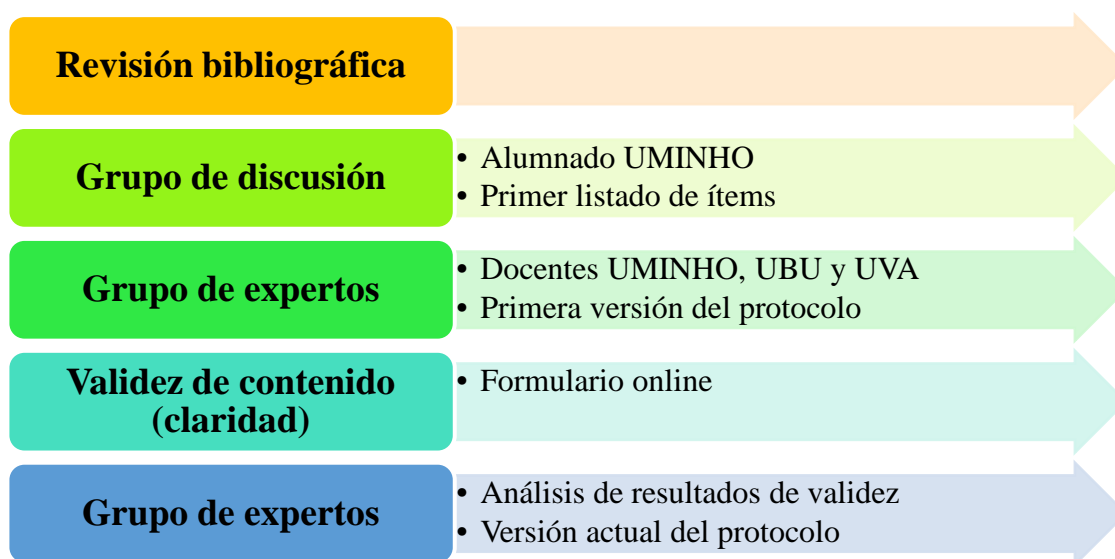 Revisión bibliográfica
Grupo de discusión
• Alumnado UMINHO
• Primer listado de ítems
Grupo de expertos
• Docentes UMINHO, UBU y UVA
• Primera versión del protocolo
Validez de contenido
(claridad)
• Formulario online
Grupo de expertos
• Análisis de resultados de validez
• Versión actual del protocolo